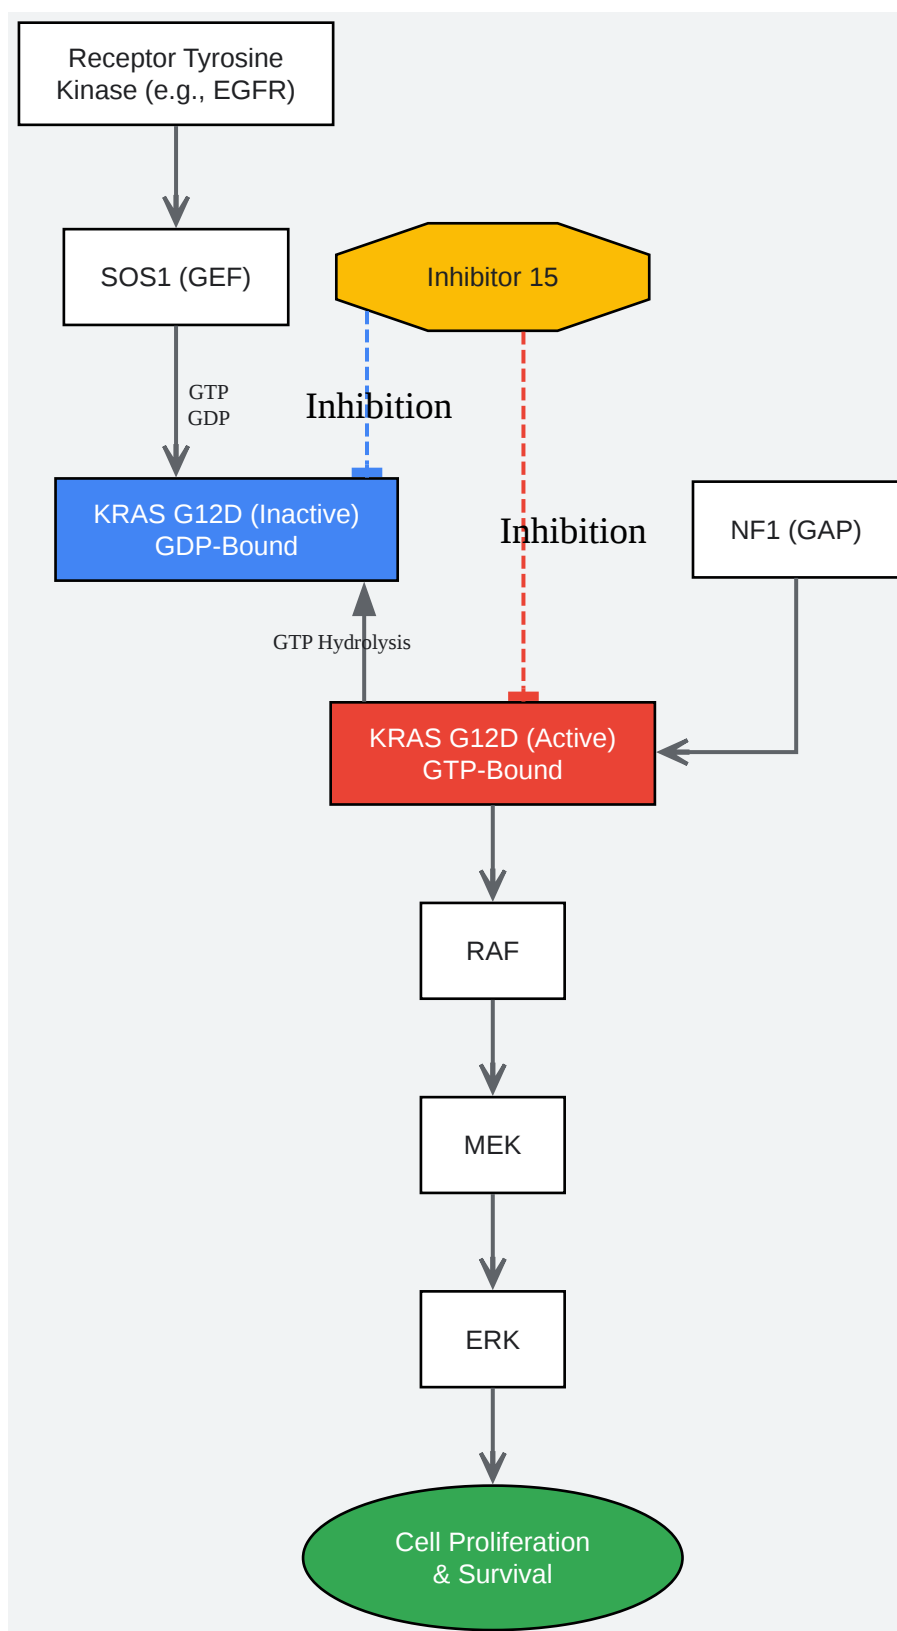 Receptor Tyrosine
Kinase (e.g., EGFR)
SOS1 (GEF)
Inhibitor 15
GTP
GDP
Inhibition
KRAS G12D (Inactive)
GDP-Bound
Inhibition
NF1 (GAP)
GTP Hydrolysis
KRAS G12D (Active)
GTP-Bound
RAF
MEK
ERK
Cell Proliferation
& Survival